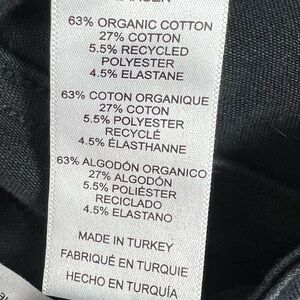 63% ORGANIC COTTON
27% COTTON
5.5% RECYCLED
POLYESTER
4.5% ELASTANE
63% COTON ORGANIQUE
27% COTON
5.5% POLYESTER
RECYCLÉ
4.5% ÉLASTHANNE
63% ALGODÓN ORGANICO
27% ALGODÓN
5.5% POLIÉSTER
RECICLADO
4.5% ELASTANO
MADE IN TURKEY
FABRIQUÉ EN TURQUIE
HECHO EN TURQUÍA